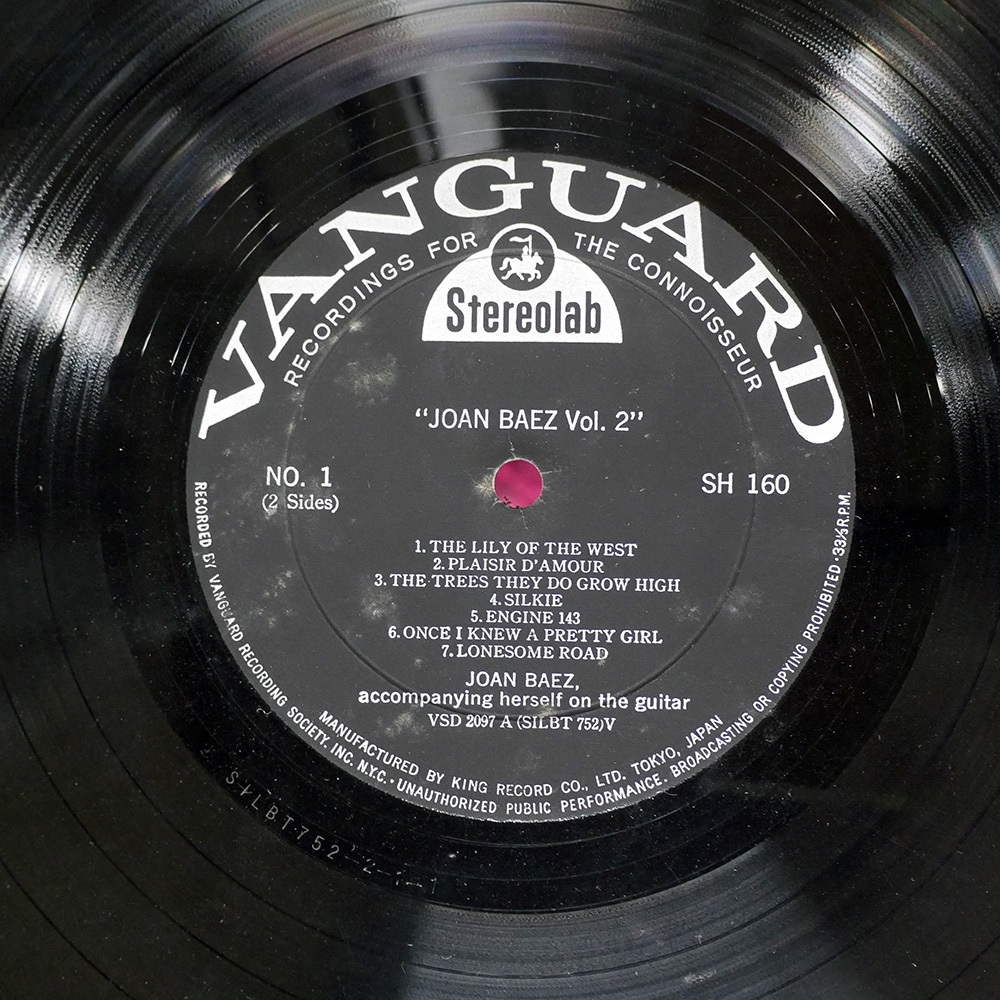 VANGUARD
RECORDINGS FOR THE CONNOISSEUR
Stereolab
“JOAN BAEZ Vol. 2”
NO. 1
(2 Sides)
SH 160
1. THE LILY OF THE WEST
2. PLAISIR D'AMOUR
3. THE TREES THEY DO GROW HIGH
4. SILKIE
5. ENGINE 143
6. ONCE I KNEW A PRETTY GIRL
7. LONESOME ROAD
JOAN BAEZ,
accompanying herself on the guitar
VSD 2097 A (SILBT 752)V
MANUFACTURED BY KING RECORD CO., LTD. TOKYO, JAPAN
RECORDED BY VANGUARD RECORDING SOCIETY, INC. N.Y.C. • UNAUTHORIZED PUBLIC PERFORMANCE, BROADCASTING OR COPYING PROHIBITED • 33⅓ R.P.M.
SILBT752-2-1-1